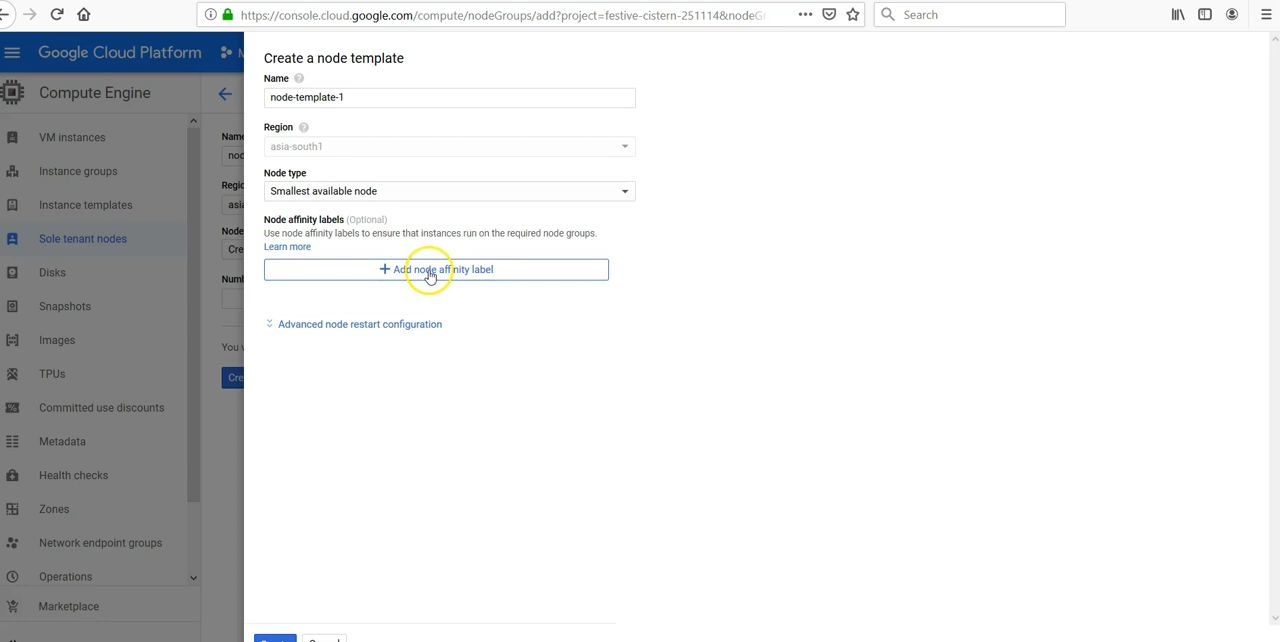 https://console.cloud.google.com/compute/nodeGroups/add?project=festive-cistern-251114&nodeG
Search
Google Cloud Platform
Compute Engine
VM instances
Instance groups
Instance templates
Sole tenant nodes
Disks
Snapshots
Images
TPUs
Committed use discounts
Metadata
Health checks
Zones
Network endpoint groups
Operations
Marketplace
Create a node template
Name
node-template-1
Region
asia-south1
Node type
Smallest available node
Node affinity labels (Optional)
Use node affinity labels to ensure that instances run on the required node groups.
Learn more
+ Add node affinity label
Advanced node restart configuration